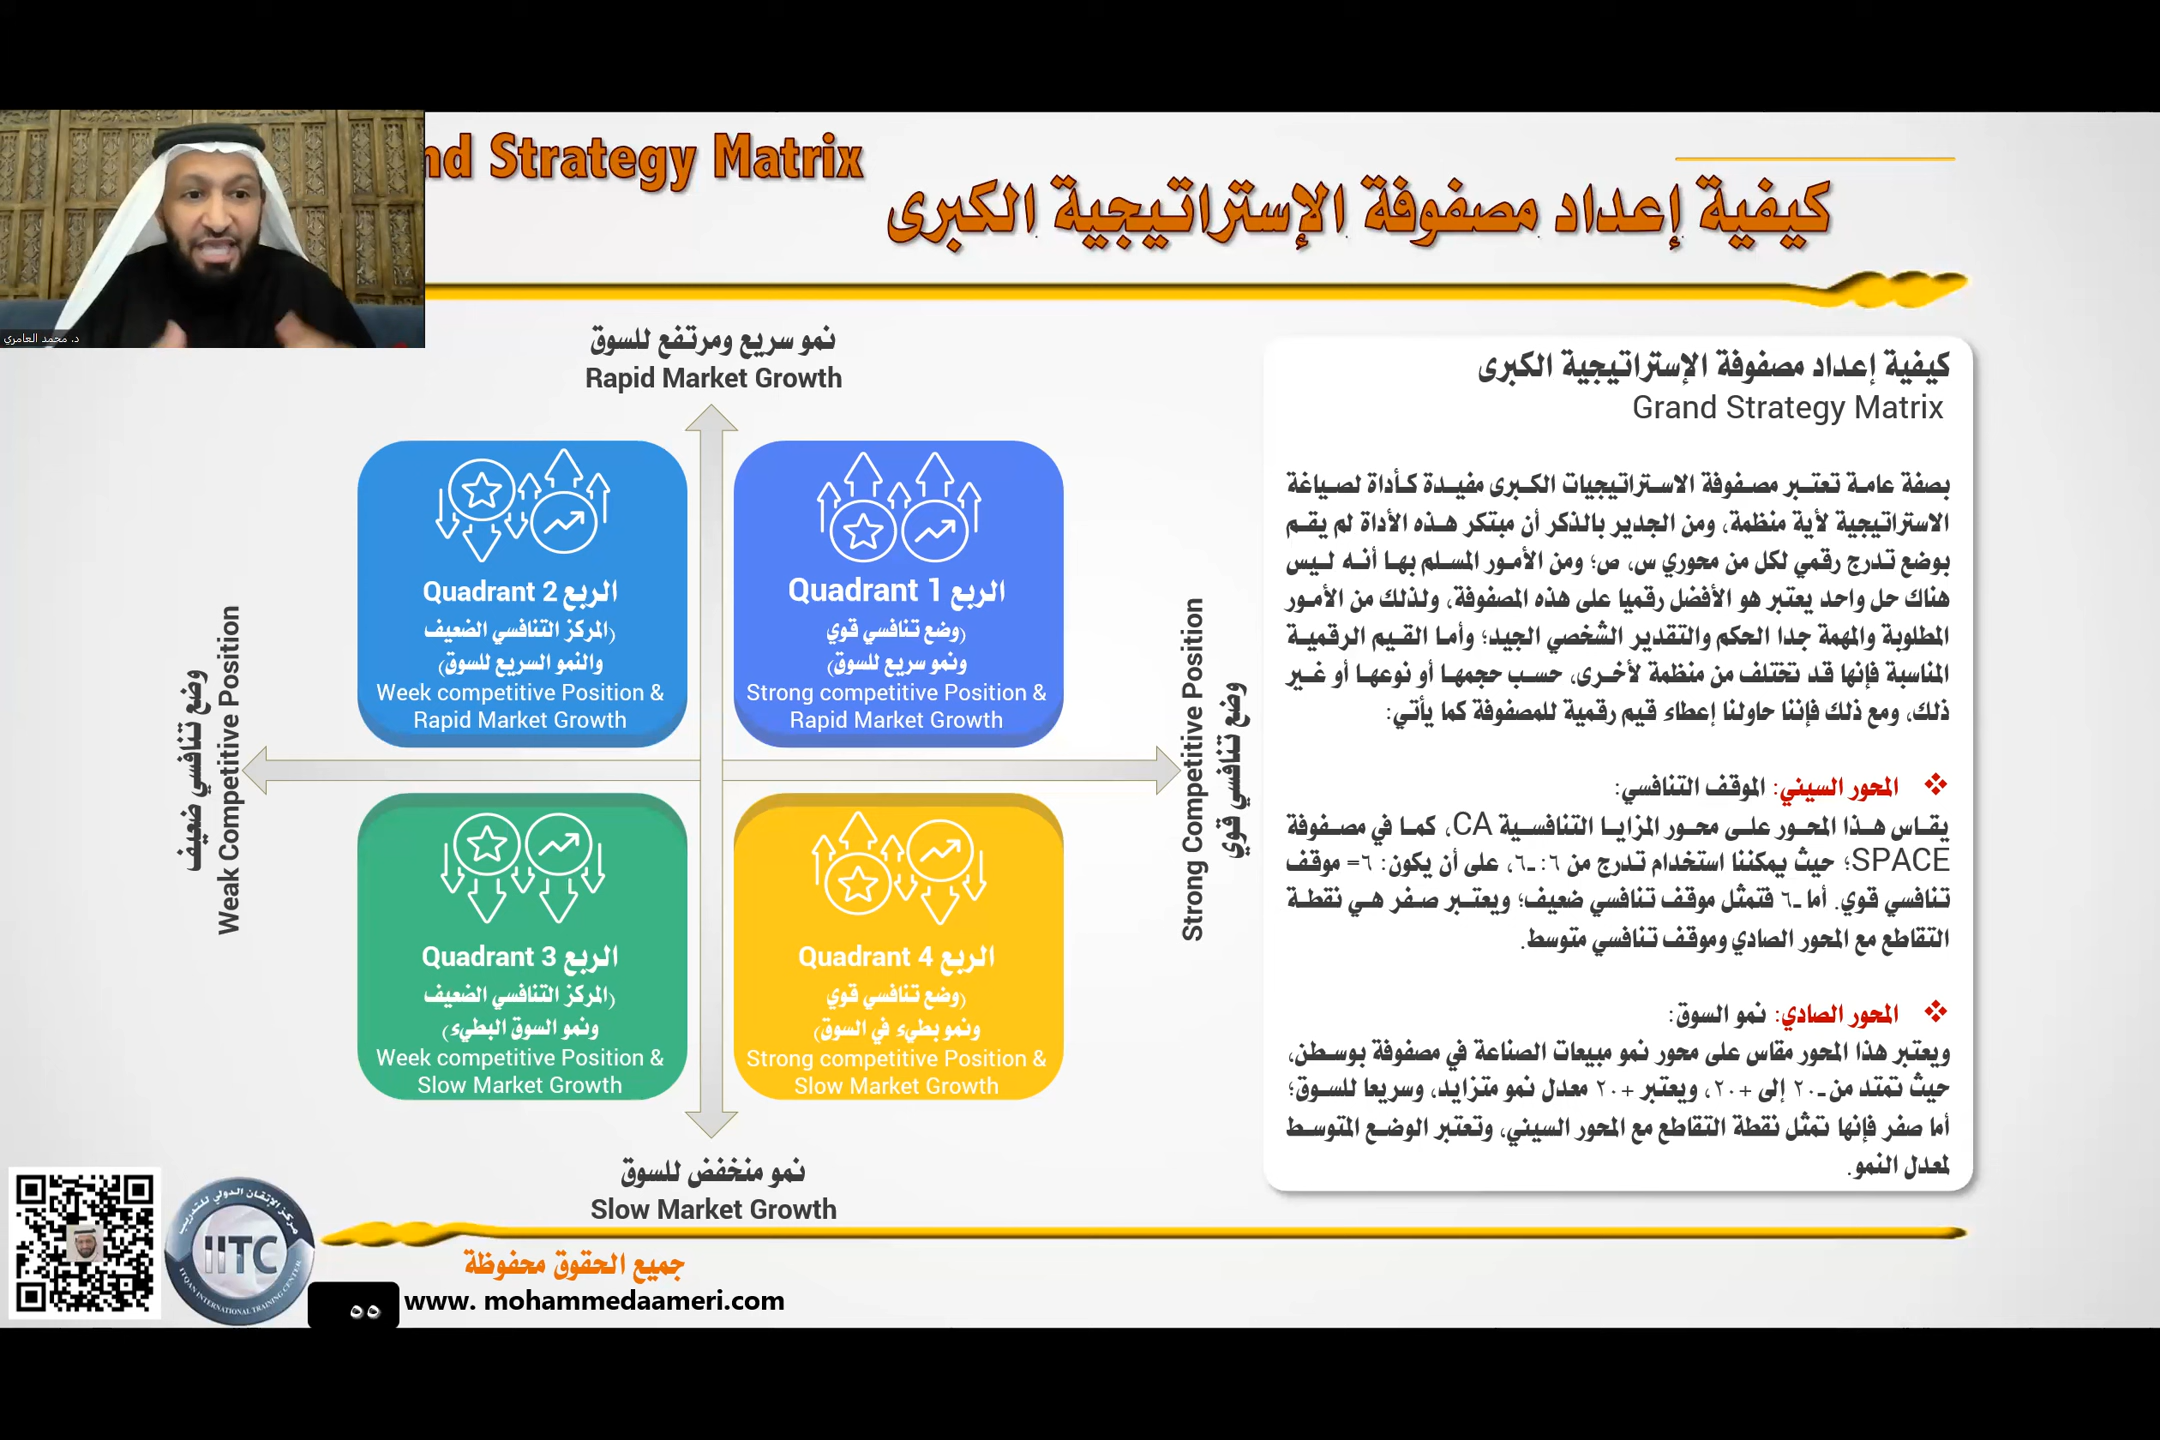 nd Strategy Matrix
كيفية إعداد مصفوفة الإستراتيجية الكبرى
د. محمد العامري
نمو سريع ومرتفع للسوق
Rapid Market Growth
وضع تنافسي ضعيف
Weak Competitive Position
Quadrant 2 الربع
(المركز التنافسي الضعيف
والنمو السريع للسوق)
Week competitive Position &
Rapid Market Growth
Quadrant 1 الربع
(وضع تنافسي قوي
ونمو سريع للسوق)
Strong competitive Position &
Rapid Market Growth
Quadrant 3 الربع
(المركز التنافسي الضعيف
ونمو السوق البطيء)
Week competitive Position &
Slow Market Growth
Quadrant 4 الربع
(وضع تنافسي قوي
ونمو بطيء في السوق)
Strong competitive Position &
Slow Market Growth
Strong Competitive Position
وضع تنافسي قوي
نمو منخفض للسوق
Slow Market Growth
كيفية إعداد مصفوفة الإستراتيجية الكبرى
Grand Strategy Matrix
بصفة عامة تعتبر مصفوفة الاستراتيجيات الكبرى مفيدة كأداة لصياغة
الاستراتيجية لأية منظمة، ومن الجدير بالذكر أن مبتكر هذه الأداة لم يقم
بوضع تدرج رقمي لكل من محوري س، ص؛ ومن الأمور المسلم بها أنه ليس
هناك حل واحد يعتبر هو الأفضل رقميا على هذه المصفوفة، ولذلك من الأمور
المطلوبة والمهمة جدا الحكم والتقدير الشخصي الجيد؛ وأما القيم الرقمية
المناسبة فإنها قد تختلف من منظمة لأخرى، حسب حجمها أو نوعها أو غير
ذلك، ومع ذلك فإننا حاولنا إعطاء قيم رقمية للمصفوفة كما يأتي:
❖ المحور السيني: الموقف التنافسي:
يقاس هذا المحور على محور المزايا التنافسية CA، كما في مصفوفة
SPACE؛ حيث يمكننا استخدام تدرج من ٦: ـ٦، على أن يكون: ٦= موقف
تنافسي قوي. أما ـ٦ فتمثل موقف تنافسي ضعيف؛ ويعتبر صفر هي نقطة
التقاطع مع المحور الصادي وموقف تنافسي متوسط.
❖ المحور الصادي: نمو السوق:
ويعتبر هذا المحور مقاس على محور نمو مبيعات الصناعة في مصفوفة بوسطن،
حيث تمتد من ـ٢٠ إلى +٢٠، ويعتبر +٢٠ معدل نمو متزايد، وسريعا للسوق؛
أما صفر فإنها تمثل نقطة التقاطع مع المحور السيني، وتعتبر الوضع المتوسط
لمعدل النمو.
مركز الإتقان الدولي للتدريب
IITC
ITQAN INTERNATIONAL TRAINING CENTER
جميع الحقوق محفوظة
٥٥
www. mohammedaameri.com